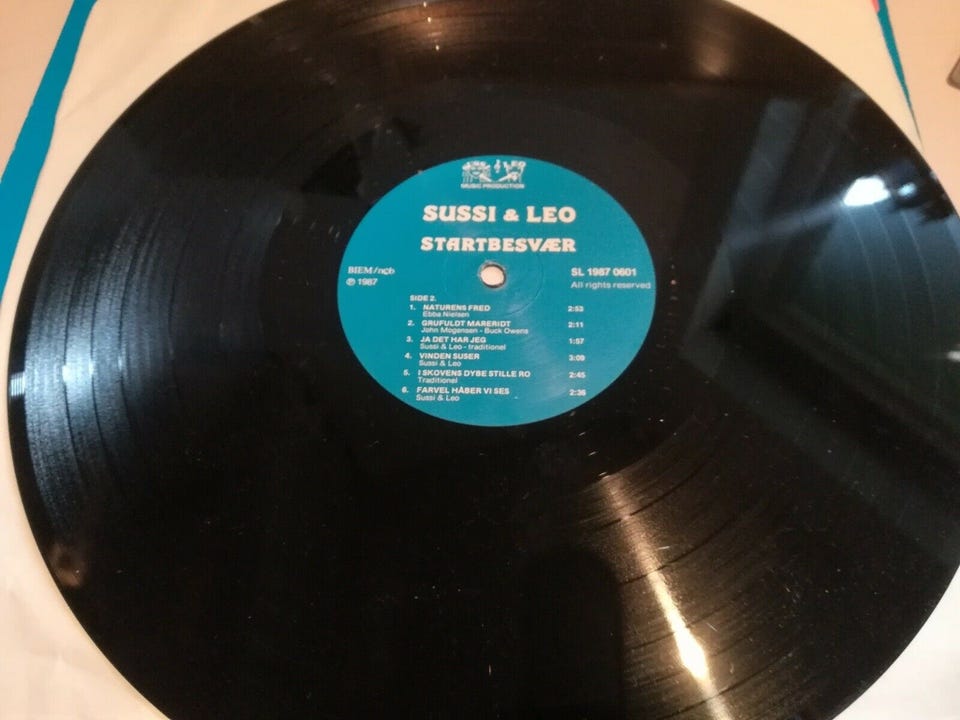 MUSIC PRODUCTION
SUSSI & LEO
STARTBESVÆR
BIEM/ncb
℗ 1987
SL 1987 0601
All rights reserved
SIDE 2.
1. NATURENS FRED 2:53
Ebba Nielsen
2. GRUFULDT MARERIDT 2:11
John Mogensen - Buck Owens
3. JA DET HAR JEG 1:57
Sussi & Leo - traditionel
4. VINDEN SUSER 3:09
Sussi & Leo
5. I SKOVENS DYBE STILLE RO 2:45
Traditionel
6. FARVEL HÅBER VI SES 2:36
Sussi & Leo